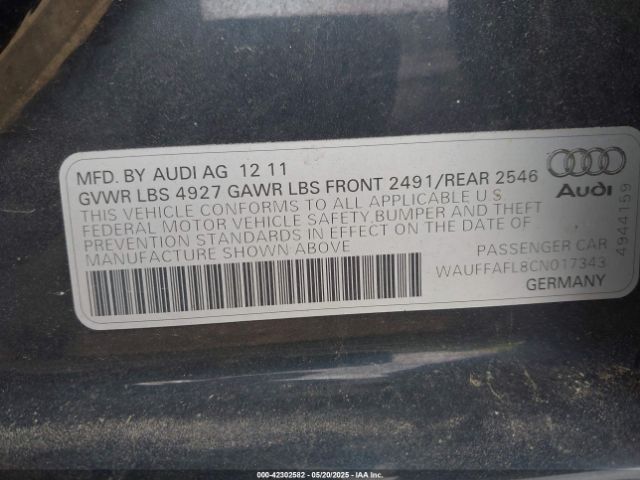 MFD. BY AUDI AG 12 11
GVWR LBS 4927 GAWR LBS FRONT 2491/REAR 2546
THIS VEHICLE CONFORMS TO ALL APPLICABLE U S
FEDERAL MOTOR VEHICLE SAFETY, BUMPER AND THEFT
PREVENTION STANDARDS IN EFFECT ON THE DATE OF
MANUFACTURE SHOWN ABOVE
PASSENGER CAR
WAUFFAFL8CN017343
GERMANY
Audi
4944159
000-42302582 — 05/20/2025 — IAAI.COM